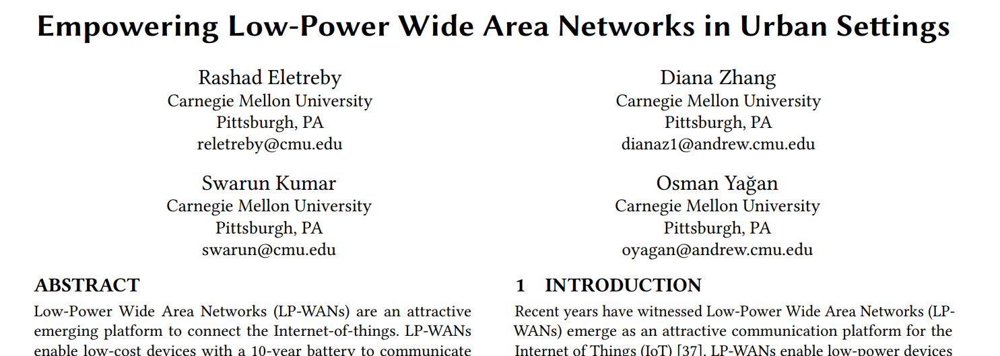 Empowering Low-Power Wide Area Networks in Urban Settings
Rashad Eletreby
Carnegie Mellon University
Pittsburgh, PA
reletreby@cmu.edu
Diana Zhang
Carnegie Mellon University
Pittsburgh, PA
dianaz1@andrew.cmu.edu
Swarun Kumar
Carnegie Mellon University
Pittsburgh, PA
swarun@cmu.edu
Osman Yağan
Carnegie Mellon University
Pittsburgh, PA
oyagan@andrew.cmu.edu
ABSTRACT
Low-Power Wide Area Networks (LP-WANs) are an attractive
emerging platform to connect the Internet-of-things. LP-WANs
enable low-cost devices with a 10-year battery to communicate
1 INTRODUCTION
Recent years have witnessed Low-Power Wide Area Networks (LP-
WANs) emerge as an attractive communication platform for the
Internet of Things (IoT) [37]. LP-WANs enable low-power devices